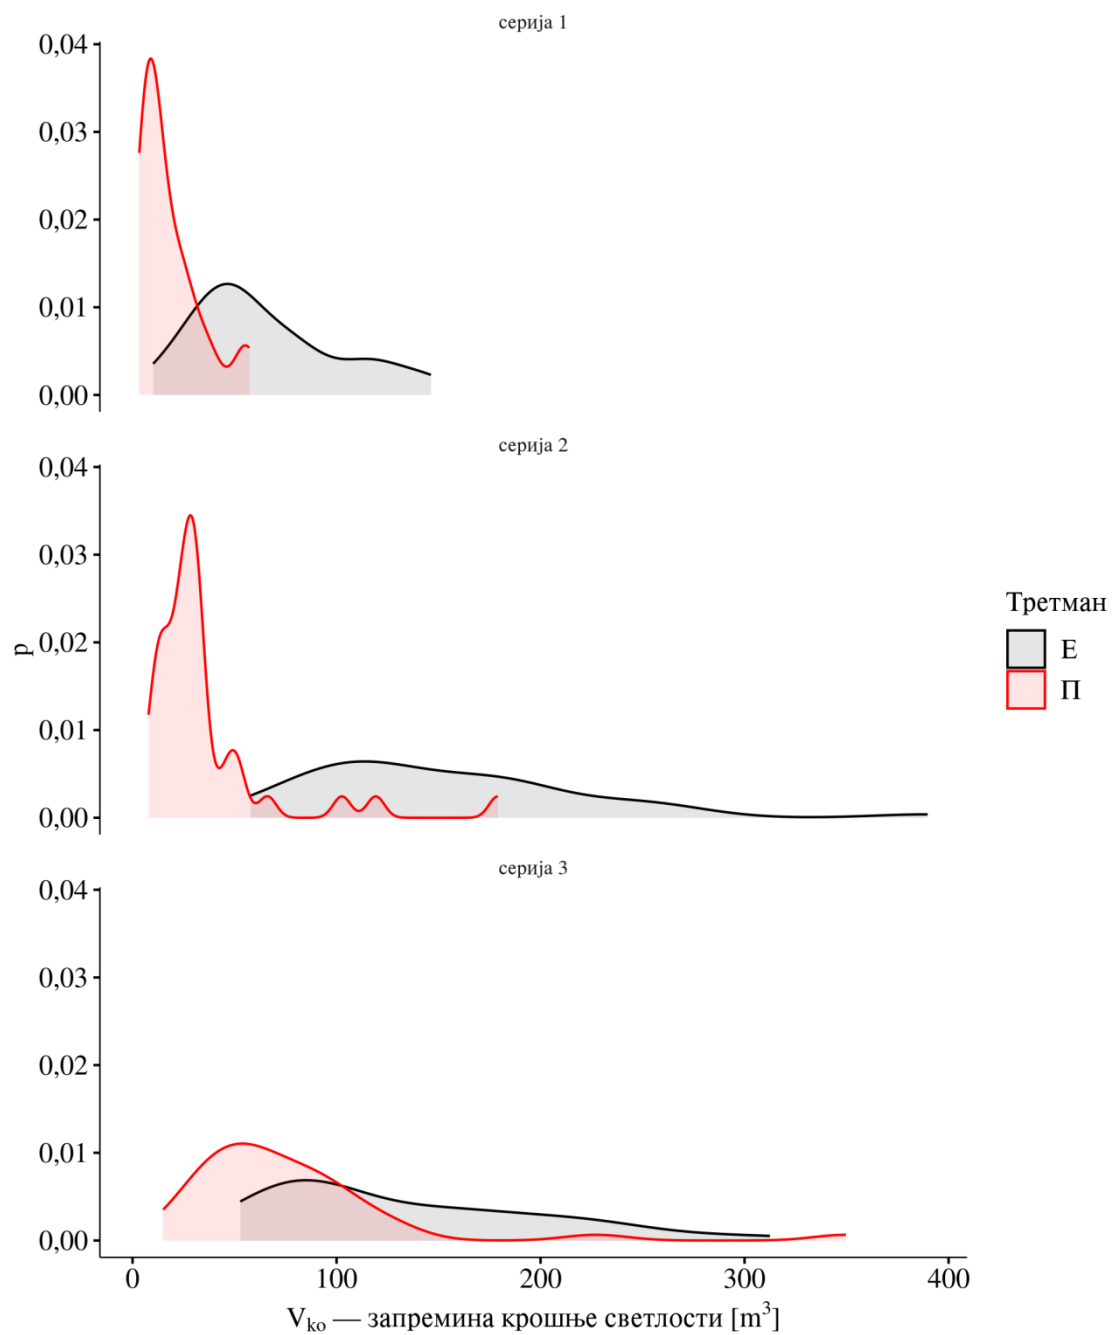 серија 1
0,04
0,03
0,02
0,01
0,00
серија 2
0,04
0,03
0,02
0,01
0,00
p
серија 3
0,04
0,03
0,02
0,01
0,00
0 100 200 300 400
V_ko — запремина крошње светлости [m³]
Третман
Е
П